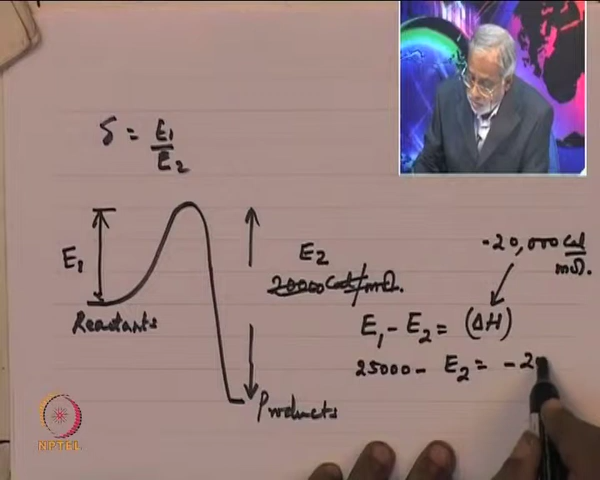 δ = E₁/E₂
E₁
E₂
20000 Cal/mol.
Reactants
Products
-20,000 Cal/mol.
E₁ - E₂ = (ΔH)
25000 - E₂ = - 2
NPTEL